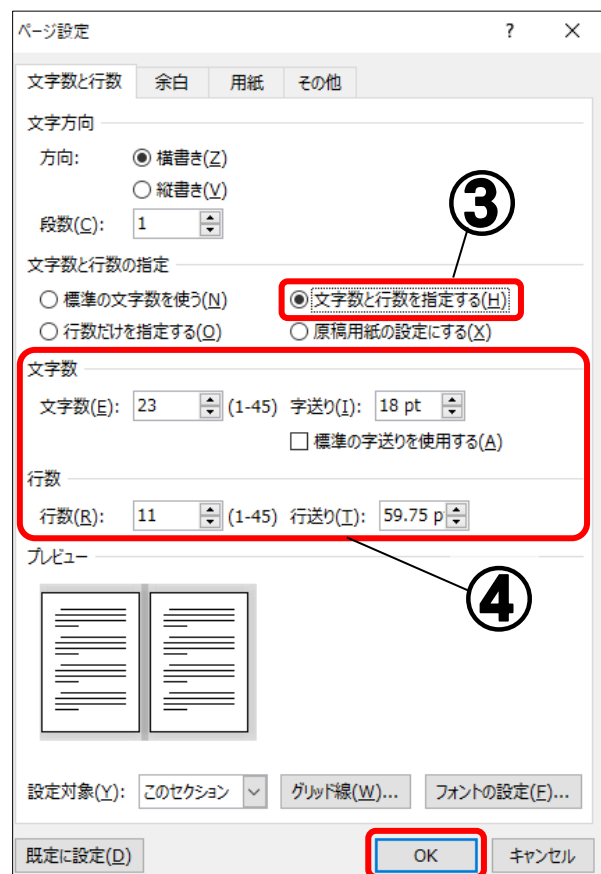 ページ設定 ? ×
文字数と行数 余白 用紙 その他
文字方向
方向: 横書き(Z)
縦書き(V)
③
段数(C): 1
文字数と行数の指定
標準の文字数を使う(N) 文字数と行数を指定する(H)
行数だけを指定する(O) 原稿用紙の設定にする(X)
文字数
文字数(E): 23 (1-45) 字送り(I): 18 pt
標準の字送りを使用する(A)
行数
行数(R): 11 (1-45) 行送り(T): 59.75 p
プレビュー
④
設定対象(Y): このセクション グリッド線(W)... フォントの設定(F)...
既定に設定(D) OK キャンセル